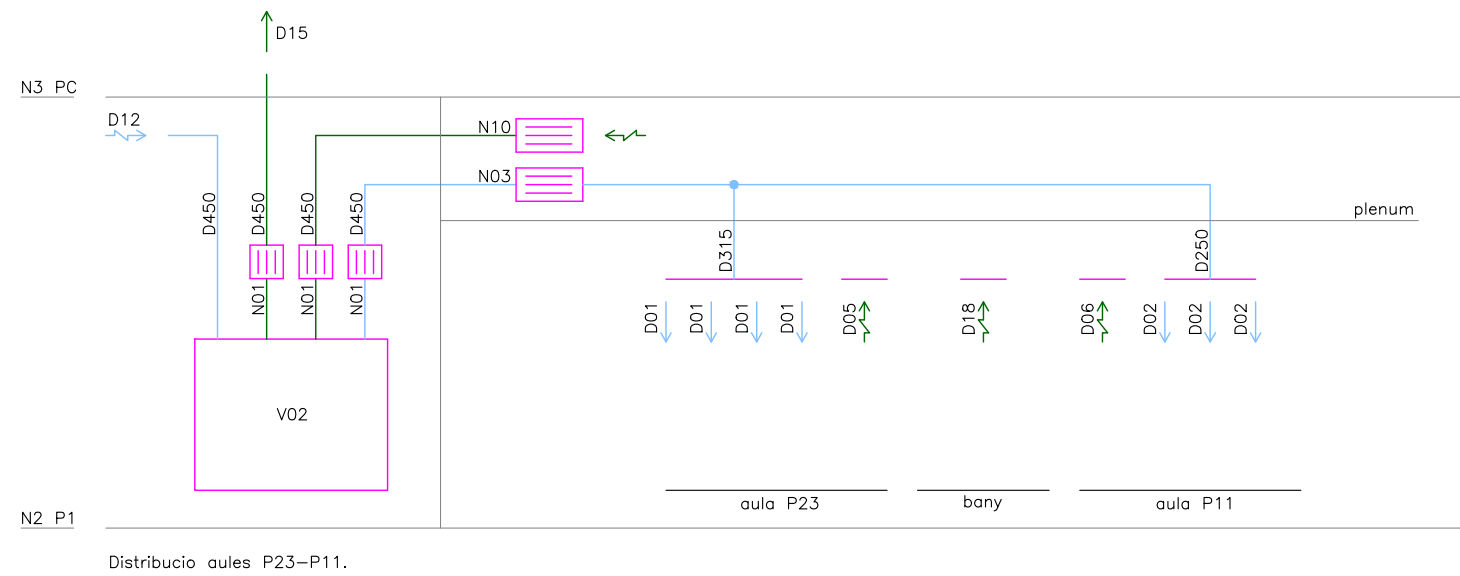 D15
N3 PC
D12
N10
N03
D450
D450
D450
D450
plenum
D315
D250
N01
N01
N01
D01
D01
D01
D01
D05
D18
D06
D02
D02
D02
V02
aula P23
bany
aula P11
N2 P1
Distribucio aules P23-P11.